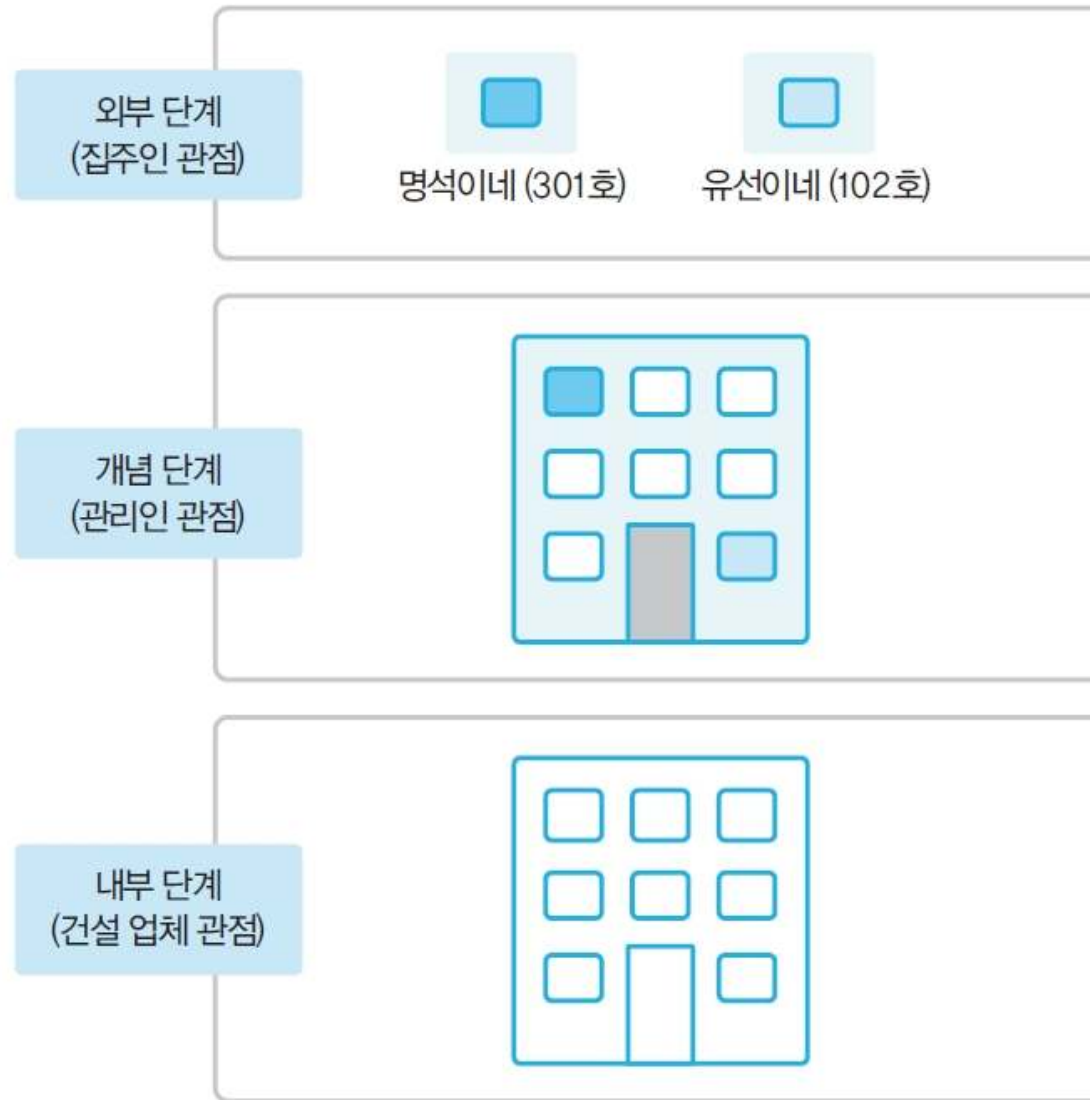 외부 단계
(집주인 관점)
명석이네 (301호)
유선이네 (102호)
개념 단계
(관리인 관점)
내부 단계
(건설 업체 관점)